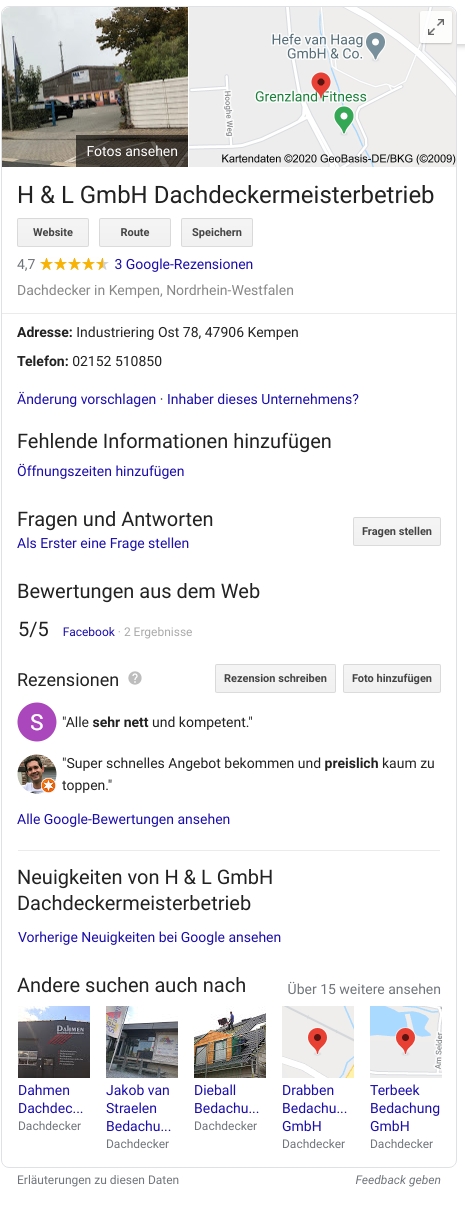 Hefe van Haag
GmbH & Co.
Grenzland Fitness
Hooghe Weg
Fotos ansehen
Kartendaten ©2020 GeoBasis-DE/BKG (©2009)
H & L GmbH Dachdeckermeisterbetrieb
Website Route Speichern
4,7 3 Google-Rezensionen
Dachdecker in Kempen, Nordrhein-Westfalen
Adresse: Industriering Ost 78, 47906 Kempen
Telefon: 02152 510850
Änderung vorschlagen · Inhaber dieses Unternehmens?
Fehlende Informationen hinzufügen
Öffnungszeiten hinzufügen
Fragen und Antworten
Fragen stellen
Als Erster eine Frage stellen
Bewertungen aus dem Web
5/5 Facebook · 2 Ergebnisse
Rezensionen ? Rezension schreiben Foto hinzufügen
S "Alle sehr nett und kompetent."
"Super schnelles Angebot bekommen und preislich kaum zu
toppen."
Alle Google-Bewertungen ansehen
Neuigkeiten von H & L GmbH
Dachdeckermeisterbetrieb
Vorherige Neuigkeiten bei Google ansehen
Andere suchen auch nach Über 15 weitere ansehen
DAHMEN
Am Selder
Dahmen
Dachdec...
Dachdecker
Jakob van
Straelen
Bedachu...
Dachdecker
Dieball
Bedachu...
Dachdecker
Drabben
Bedachu...
GmbH
Dachdecker
Terbeek
Bedachung
GmbH
Dachdecker
Erläuterungen zu diesen Daten Feedback geben